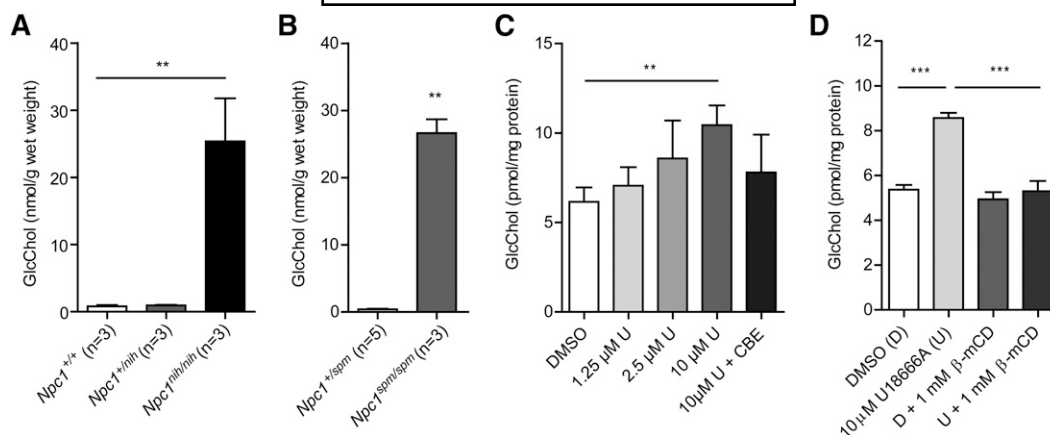 A
GlcChol (nmol/g wet weight)
40
30
20
10
0
**
Npc1+/+ (n=3)
Npc1+/nih (n=3)
Npc1nih/nih (n=3)
B
GlcChol (nmol/g wet weight)
40
30
20
10
0
**
Npc1+/spm (n=5)
Npc1spm/spm (n=3)
C
GlcChol (pmol/mg protein)
15
10
5
0
**
DMSO
1.25 µM U
2.5 µM U
10 µM U
10µM U + CBE
D
GlcChol (pmol/mg protein)
12
10
8
6
4
2
0
*** ***
DMSO (D)
10µM U18666A (U)
D + 1 mM β-mCD
U + 1 mM β-mCD